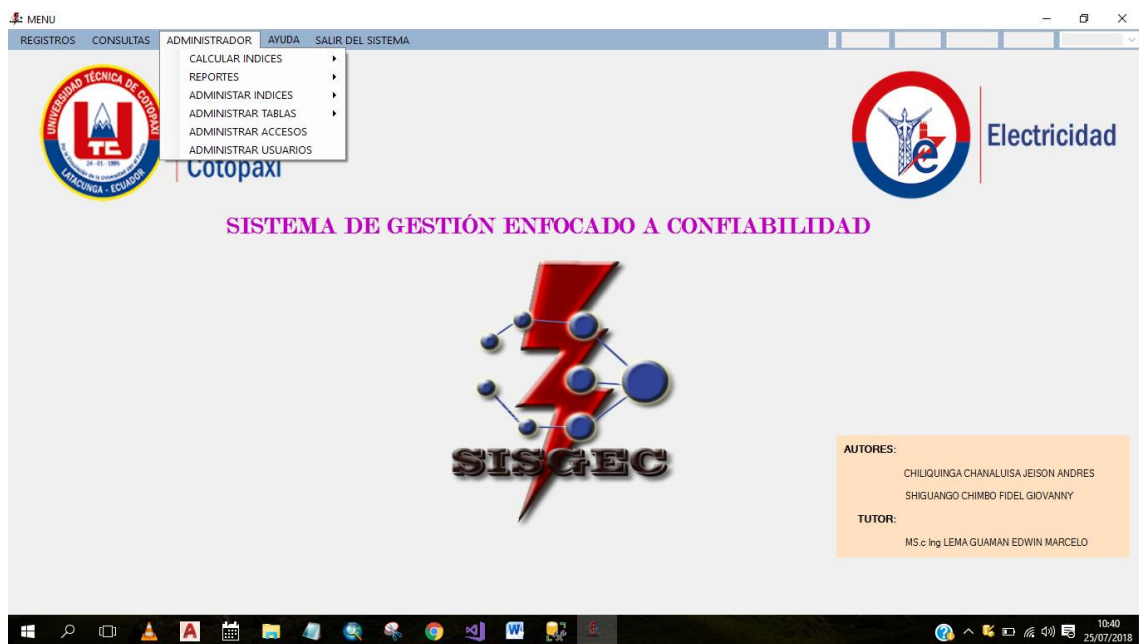 MENU
REGISTROS CONSULTAS ADMINISTRADOR AYUDA SALIR DEL SISTEMA
CALCULAR INDICES
REPORTES
ADMINISTAR INDICES
ADMINISTRAR TABLAS
ADMINISTRAR ACCESOS
ADMINISTRAR USUARIOS
UNIVERSIDAD TÉCNICA DE COTOPAXI
UTC
24 - 01 - 1995
LATACUNGA - ECUADOR
Cotopaxi
Electricidad
SISTEMA DE GESTIÓN ENFOCADO A CONFIABILIDAD
SISGEC
AUTORES:
CHILIQUINGA CHANALUISA JEISON ANDRES
SHIGUANGO CHIMBO FIDEL GIOVANNY
TUTOR:
MS.c Ing LEMA GUAMAN EDWIN MARCELO
10:40
25/07/2018